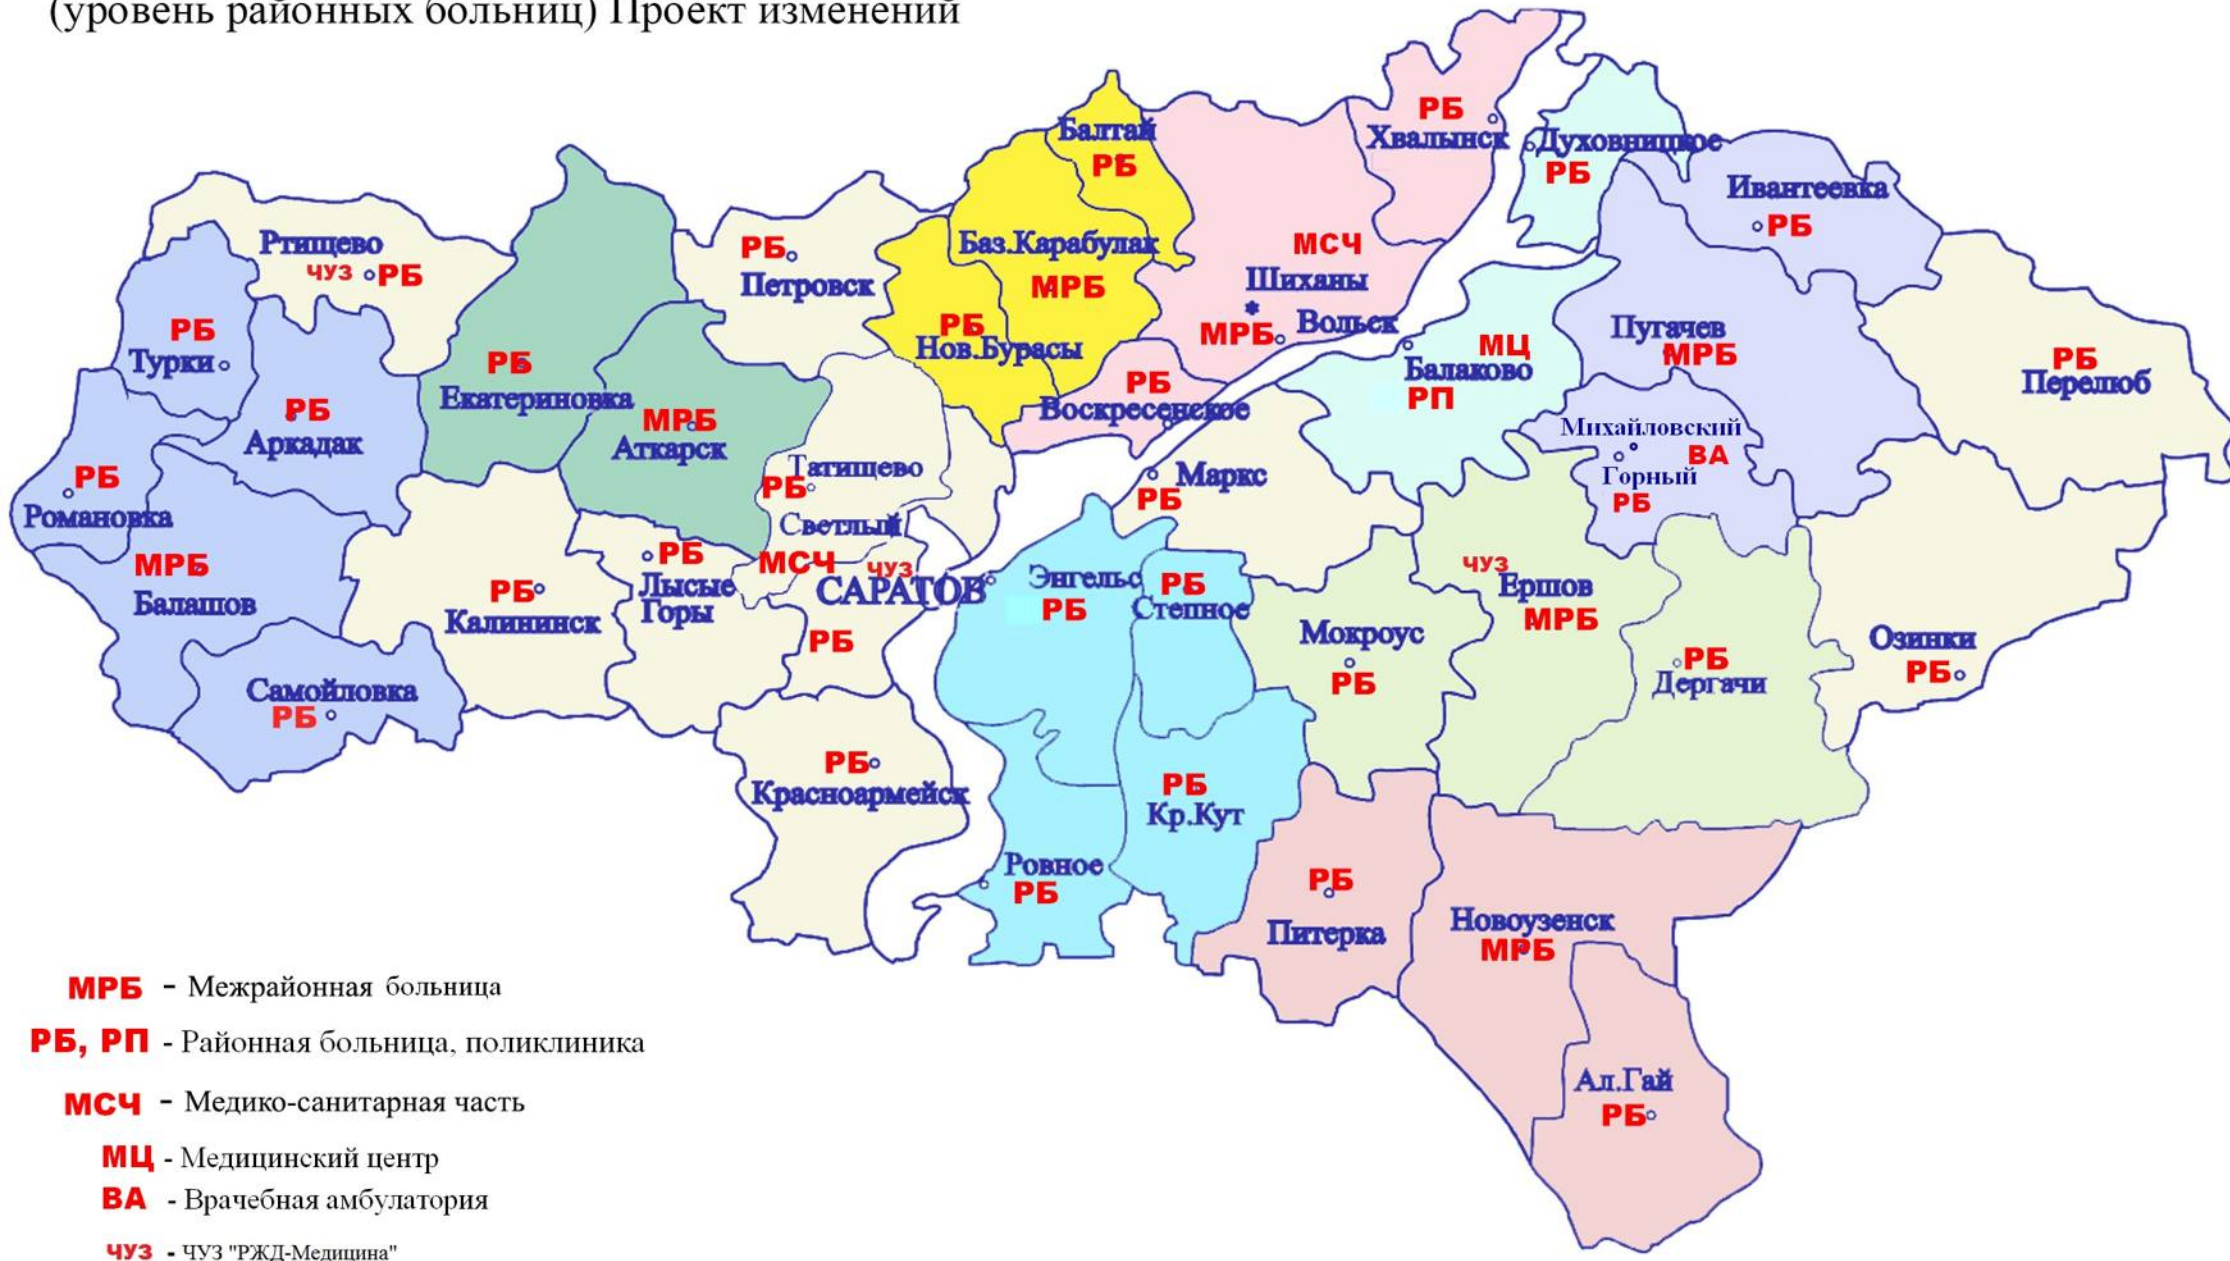 (уровень районных больниц) Проект изменений
РБ
Хвалынск
Балтай
РБ
Духовницкое
РБ
Ивантеевка
РБ
Ртищево
ЧУЗ РБ
РБ
Петровск
Баз.Карабулак
МРБ
МСЧ
Шиханы
МРБ Вольск
РБ
Турки
РБ
Нов.Бурасы
МЦ
Балаково
РП
Пугачев
МРБ
РБ
Перелюб
РБ
Екатериновка
РБ
Аркадак
МРБ
Аткарск
РБ
Воскресенское
Михайловский
ВА
Горный
РБ
РБ
Романовка
Татищево
РБ
Светлый
МСЧ
Маркс
РБ
МРБ
Балашов
РБ
Калининск
РБ
Лысые
Горы
ЧУЗ
САРАТОВ
РБ
Энгельс
РБ
РБ
Степное
Мокроус
РБ
ЧУЗ
Ершов
МРБ
РБ
Дергачи
Озинки
РБ
Самойловка
РБ
РБ
Красноармейск
РБ
Кр.Кут
Ровное
РБ
РБ
Питерка
Новоузенск
МРБ
Ал.Гай
РБ
МРБ - Межрайонная больница
РБ, РП - Районная больница, поликлиника
МСЧ - Медико-санитарная часть
МЦ - Медицинский центр
ВА - Врачебная амбулатория
ЧУЗ - ЧУЗ "РЖД-Медицина"